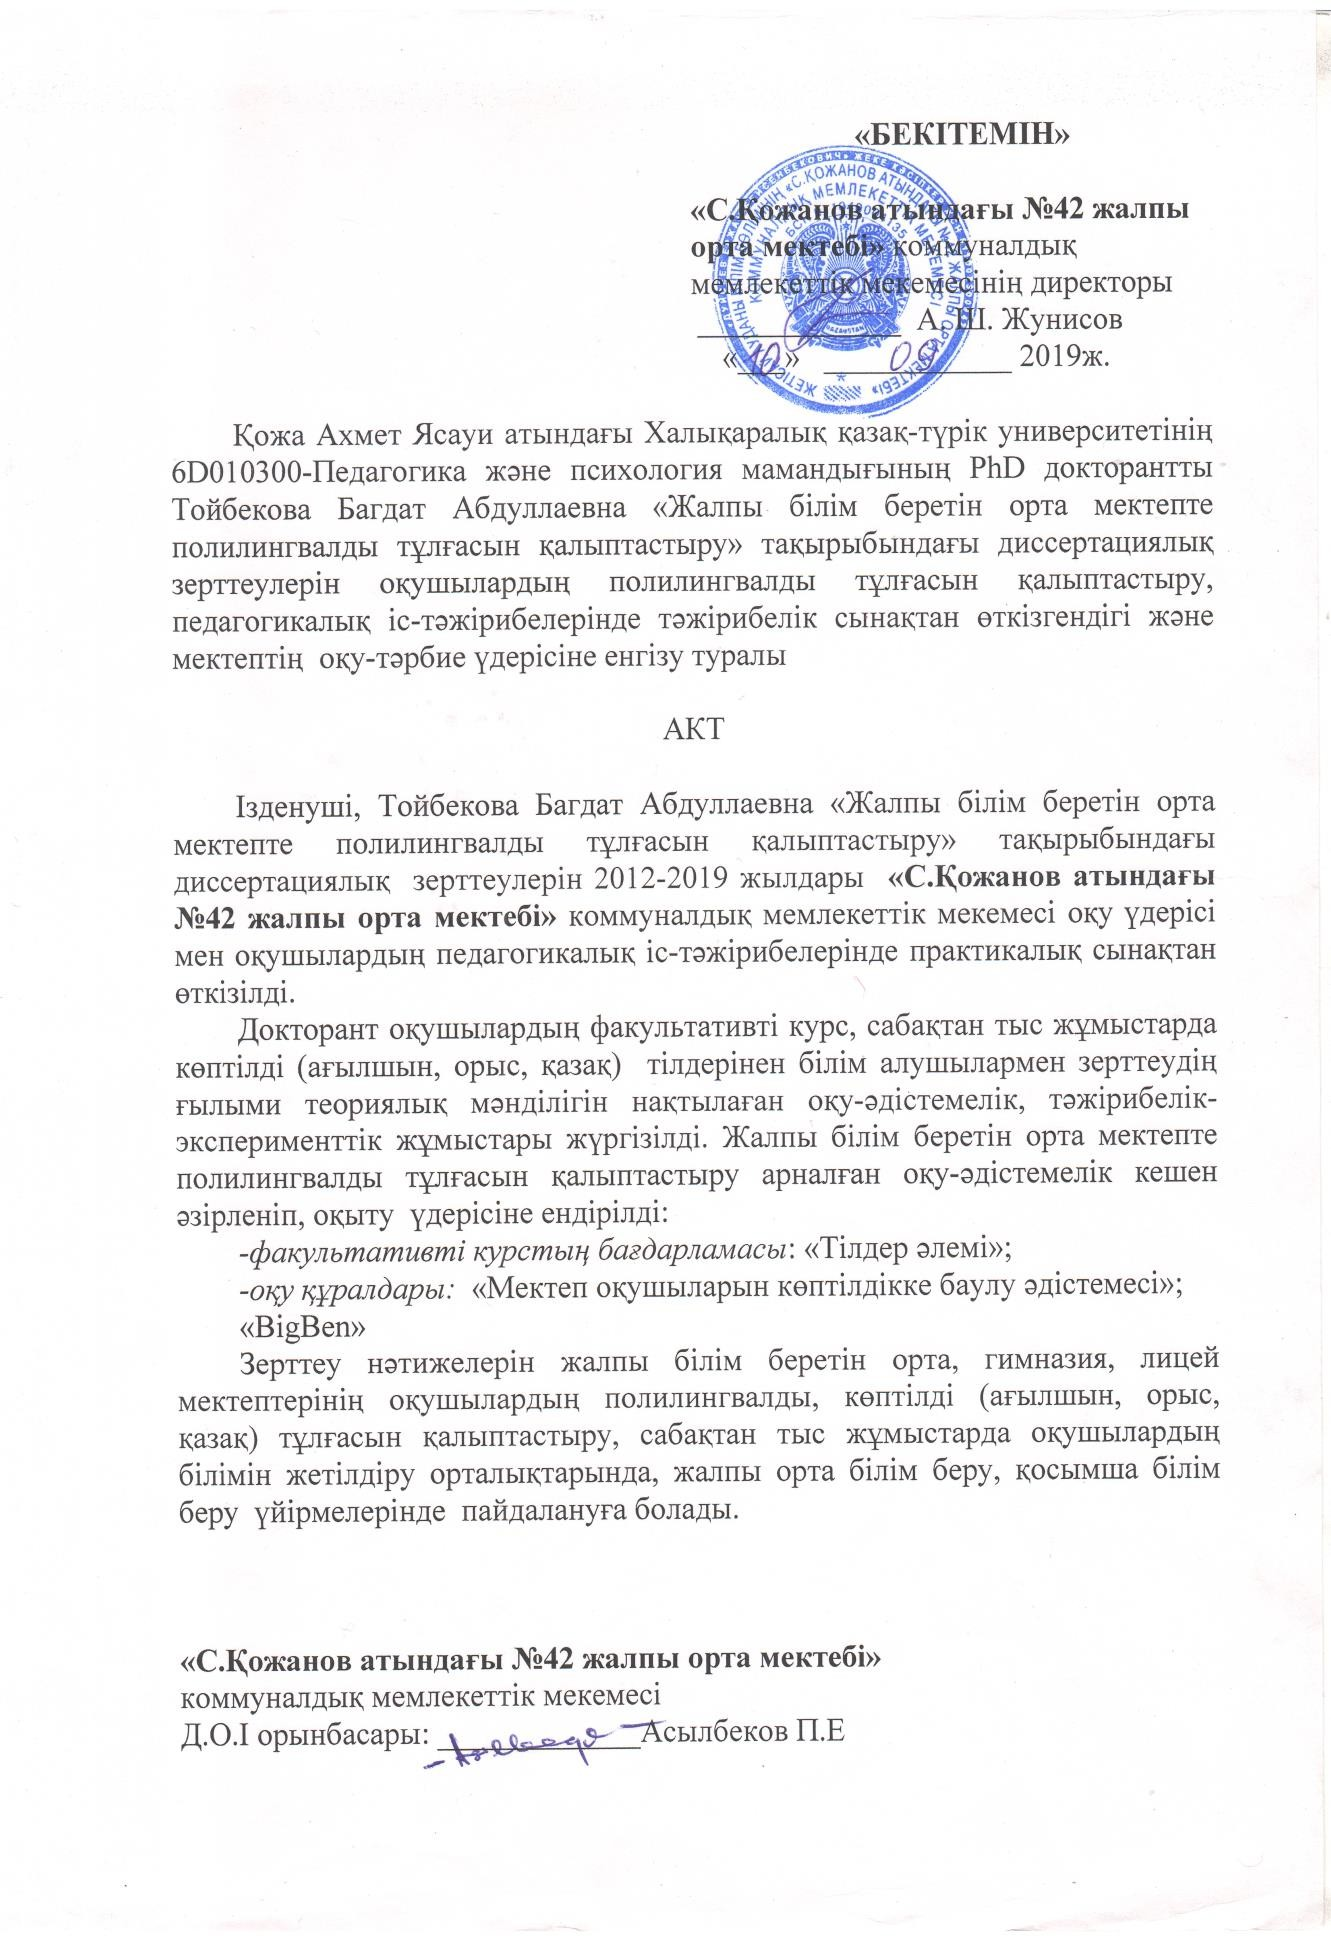 «БЕКІТЕМІН»
«С.Қожанов атындағы №42 жалпы
орта мектебі» коммуналдық
мемлекеттік мекемесінің директоры
А. Ш. Жунисов
«10» 09 2019ж.
Қожа Ахмет Ясауи атындағы Халықаралық қазақ-түрік университетінің
6D010300-Педагогика және психология мамандығының PhD докторантты
Тойбекова Багдат Абдуллаевна «Жалпы білім беретін орта мектепте
полилингвалды тұлғасын қалыптастыру» тақырыбындағы диссертациялық
зерттеулерін оқушылардың полилингвалды тұлғасын қалыптастыру,
педагогикалық іс-тәжірибелерінде тәжірибелік сынақтан өткізгендігі және
мектептің оқу-тәрбие үдерісіне енгізу туралы
АКТ
Ізденуші, Тойбекова Багдат Абдуллаевна «Жалпы білім беретін орта
мектепте полилингвалды тұлғасын қалыптастыру» тақырыбындағы
диссертациялық зерттеулерін 2012-2019 жылдары «С.Қожанов атындағы
№42 жалпы орта мектебі» коммуналдық мемлекеттік мекемесі оқу үдерісі
мен оқушылардың педагогикалық іс-тәжірибелерінде практикалық сынақтан
өткізілді.
Докторант оқушылардың факультативті курс, сабақтан тыс жұмыстарда
көптілді (ағылшын, орыс, қазақ) тілдерінен білім алушылармен зерттеудің
ғылыми теориялық мәнділігін нақтылаған оқу-әдістемелік, тәжірибелік-
эксперименттік жұмыстары жүргізілді. Жалпы білім беретін орта мектепте
полилингвалды тұлғасын қалыптастыру арналған оқу-әдістемелік кешен
әзірленіп, оқыту үдерісіне ендірілді:
-факультативті курстың бағдарламасы: «Тілдер әлемі»;
-оқу құралдары: «Мектеп оқушыларын көптілдікке баулу әдістемесі»;
«BigBen»
Зерттеу нәтижелерін жалпы білім беретін орта, гимназия, лицей
мектептерінің оқушылардың полилингвалды, көптілді (ағылшын, орыс,
қазақ) тұлғасын қалыптастыру, сабақтан тыс жұмыстарда оқушылардың
білімін жетілдіру орталықтарында, жалпы орта білім беру, қосымша білім
беру үйірмелерінде пайдалануға болады.
«С.Қожанов атындағы №42 жалпы орта мектебі»
коммуналдық мемлекеттік мекемесі
Д.О.І орынбасары: Асылбеков П.Е